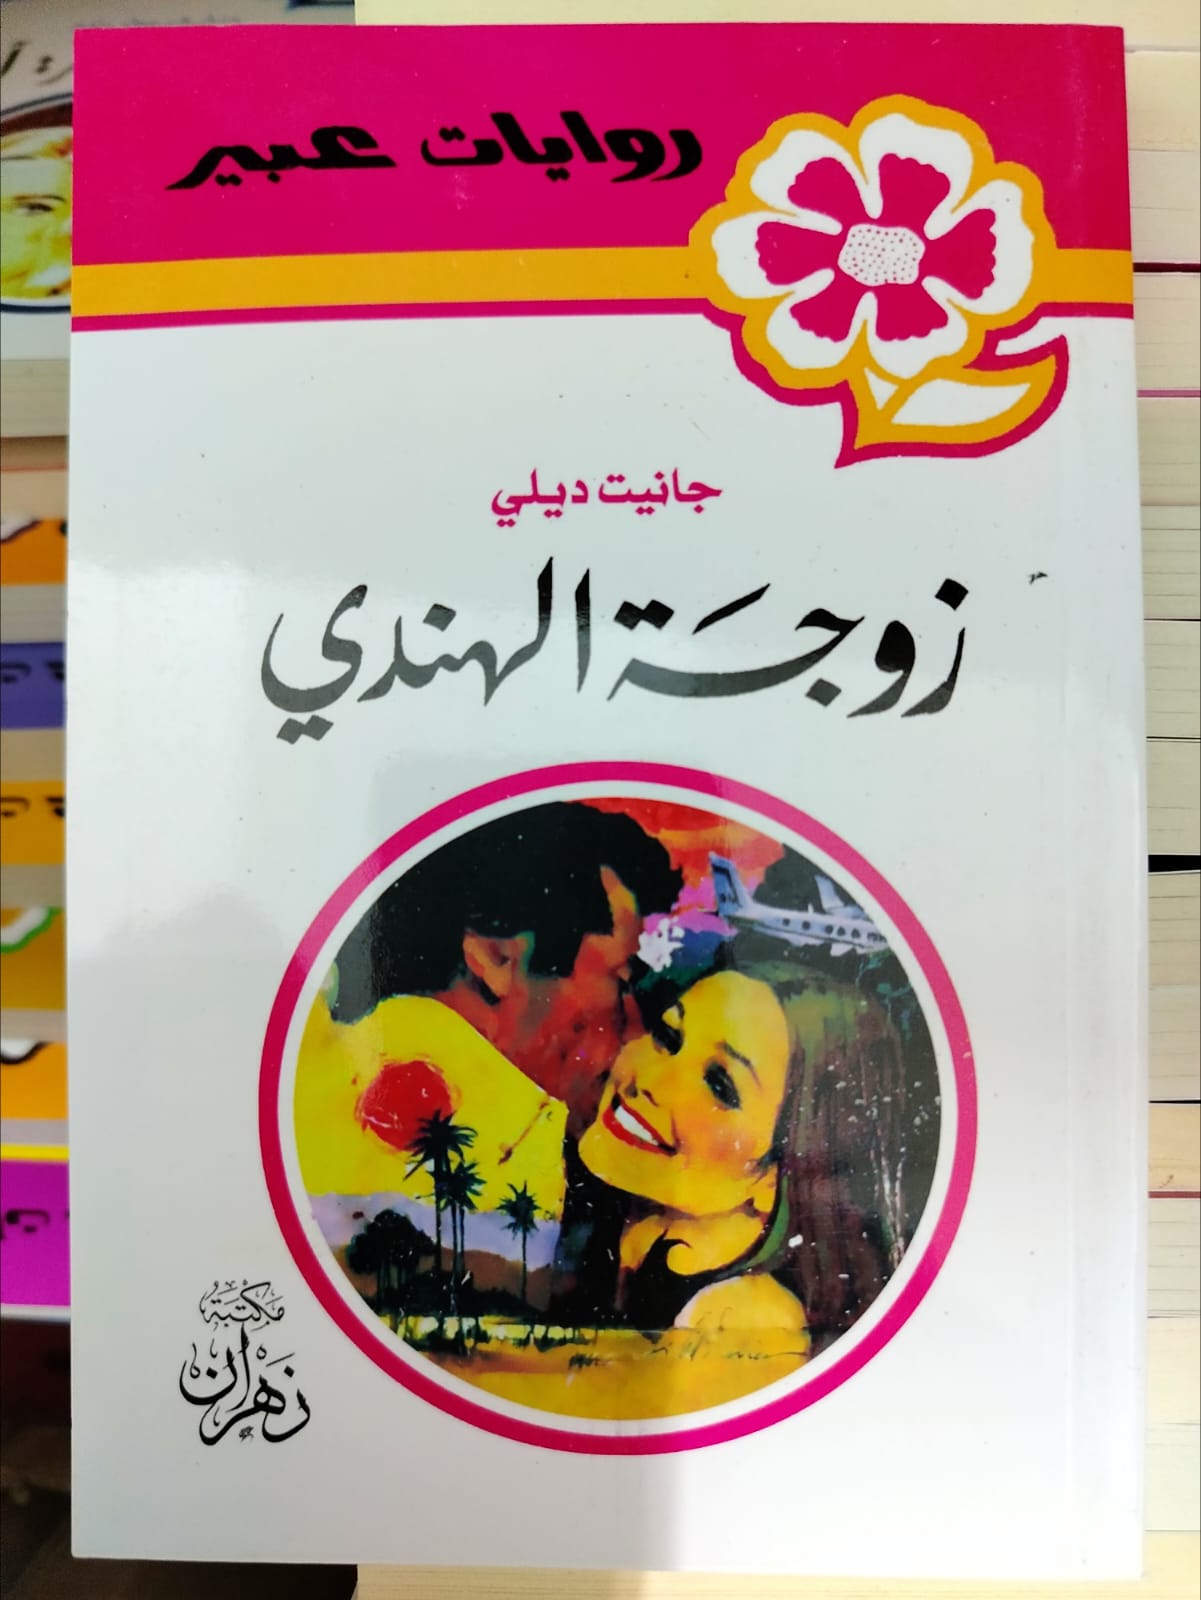 روايات عبير
جانيت ديلي
زوجة الهندي
مكتبة
زهران